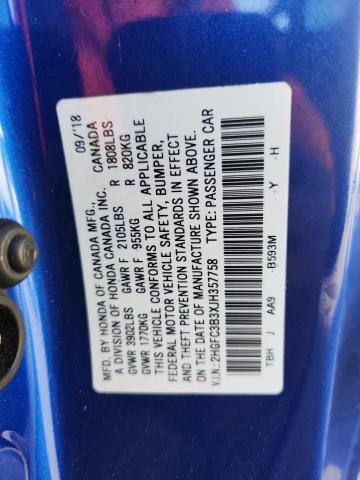 09/'18
MFD. BY HONDA OF CANADA MFG.,
A DIVISION OF HONDA CANADA INC. CANADA
GVWR 3902LBS GAWR F 2105LBS R 1808LBS
GVWR 1770KG GAWR F 955KG R 820KG
THIS VEHICLE CONFORMS TO ALL APPLICABLE
FEDERAL MOTOR VEHICLE SAFETY, BUMPER,
AND THEFT PREVENTION STANDARDS IN EFFECT
ON THE DATE OF MANUFACTURE SHOWN ABOVE.
V.I.N.: 2HGFC3B3XJH357758 TYPE: PASSENGER CAR
TBH J AA9 -B593M -Y -H